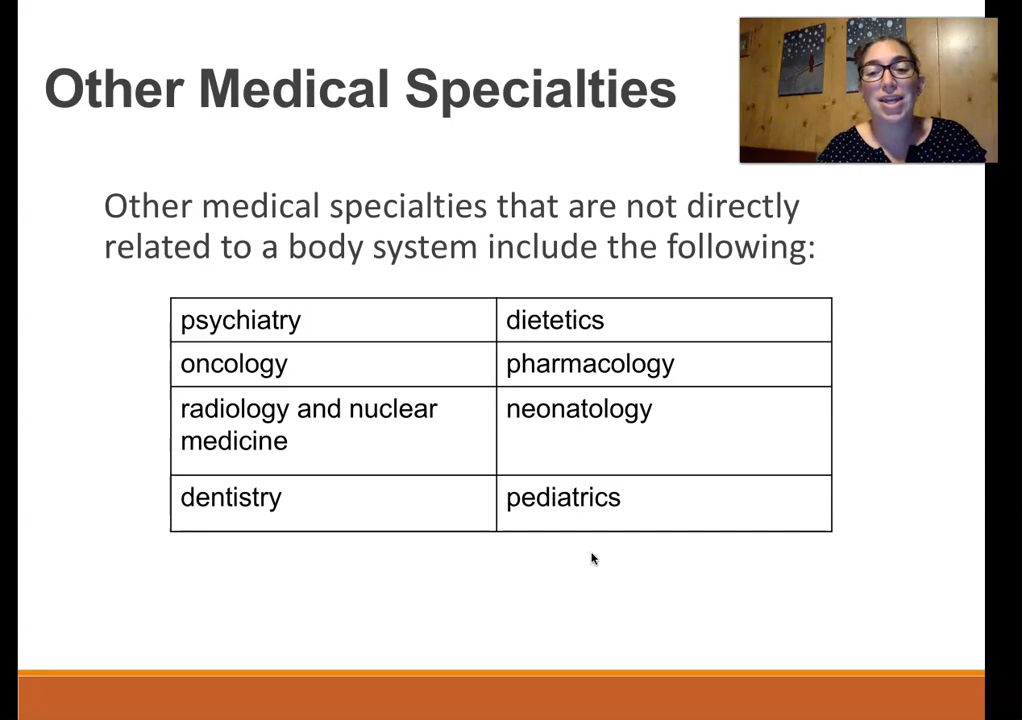 Other Medical Specialties
Other medical specialties that are not directly
related to a body system include the following:
psychiatry
dietetics
oncology
pharmacology
radiology and nuclear
medicine
neonatology
dentistry
pediatrics